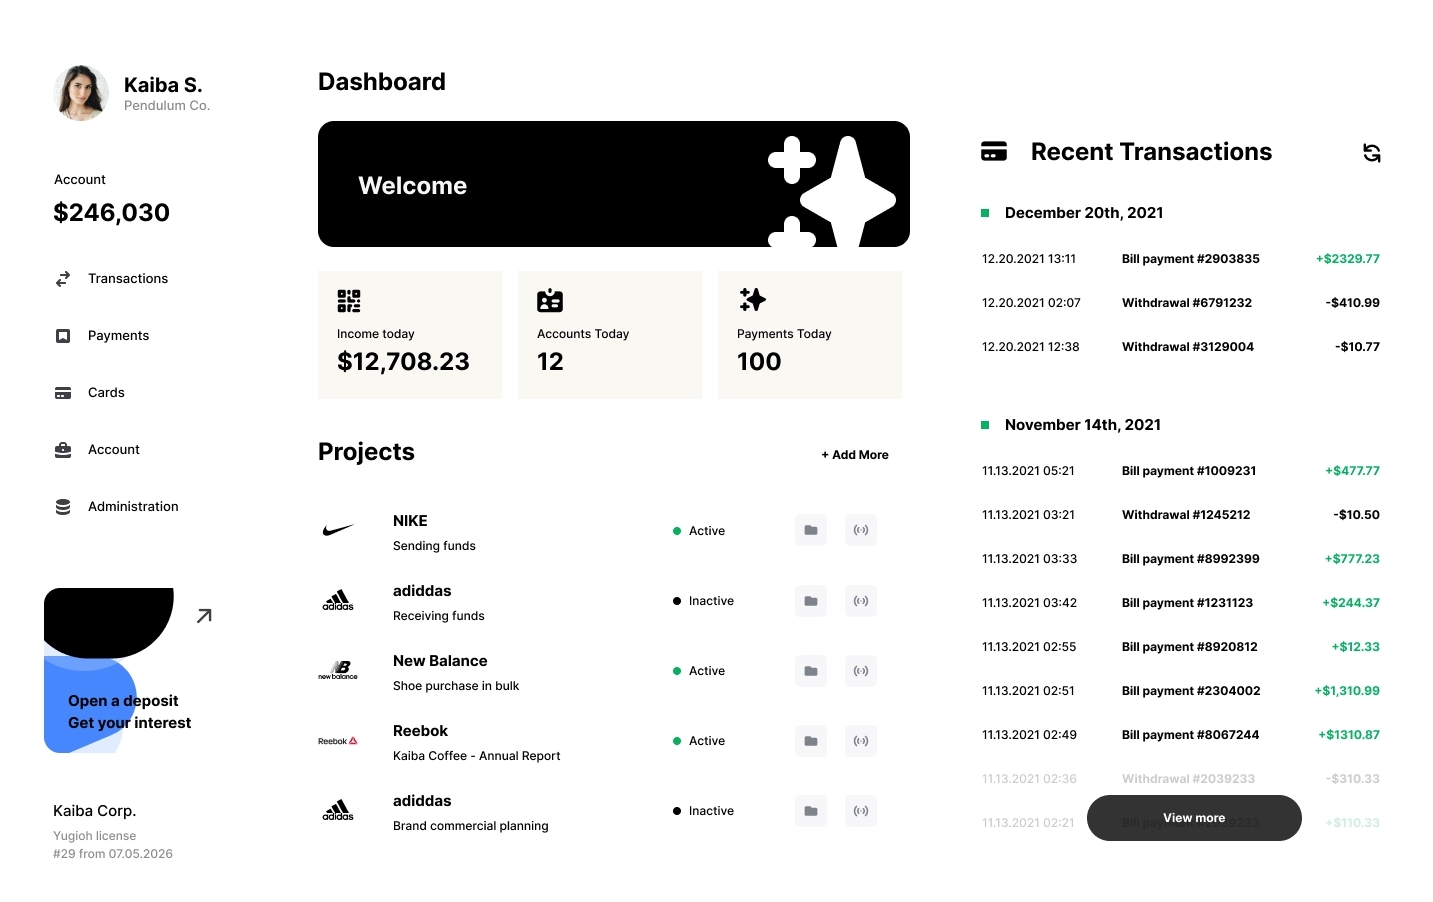 Kaiba S.
Pendulum Co.
Account
$246,030
Transactions
Payments
Cards
Account
Administration
Open a deposit
Get your interest
Kaiba Corp.
Yugioh license
#29 from 07.05.2026
Dashboard
Welcome
Income today
$12,708.23
Accounts Today
12
Payments Today
100
Projects
+ Add More
NIKE
Sending funds
Active
adidas
adiddas
Receiving funds
Inactive
NB
new balance
New Balance
Shoe purchase in bulk
Active
Reebok
Reebok
Kaiba Coffee - Annual Report
Active
adidas
adiddas
Brand commercial planning
Inactive
Recent Transactions
December 20th, 2021
12.20.2021 13:11 Bill payment #2903835 +$2329.77
12.20.2021 02:07 Withdrawal #6791232 -$410.99
12.20.2021 12:38 Withdrawal #3129004 -$10.77
November 14th, 2021
11.13.2021 05:21 Bill payment #1009231 +$477.77
11.13.2021 03:21 Withdrawal #1245212 -$10.50
11.13.2021 03:33 Bill payment #8992399 +$777.23
11.13.2021 03:42 Bill payment #1231123 +$244.37
11.13.2021 02:55 Bill payment #8920812 +$12.33
11.13.2021 02:51 Bill payment #2304002 +$1,310.99
11.13.2021 02:49 Bill payment #8067244 +$1310.87
11.13.2021 02:36 Withdrawal #2039233 -$310.33
11.13.2021 02:21 Bill payment +$110.33
View more